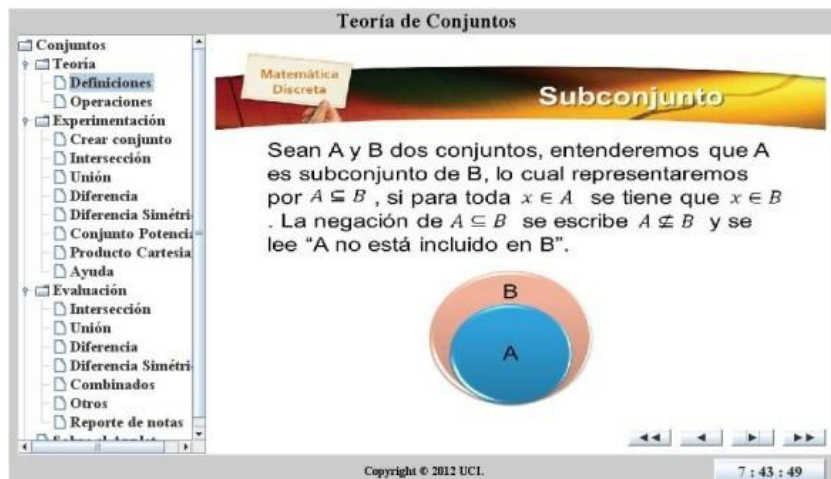 Teoría de Conjuntos
Conjuntos
Teoría
Definiciones
Operaciones
Experimentación
Crear conjunto
Intersección
Unión
Diferencia
Diferencia Simétri
Conjunto Potencia
Producto Cartesia
Ayuda
Evaluación
Intersección
Unión
Diferencia
Diferencia Simétri
Combinados
Otros
Reporte de notas
Matemática
Discreta
Subconjunto
Sean A y B dos conjuntos, entenderemos que A
es subconjunto de B, lo cual representaremos
por A ⊆ B , si para toda x ∈ A se tiene que x ∈ B
. La negación de A ⊆ B se escribe A ⊈ B y se
lee “A no está incluido en B”.
B
A
Copyright © 2012 UCI.
7 : 43 : 49